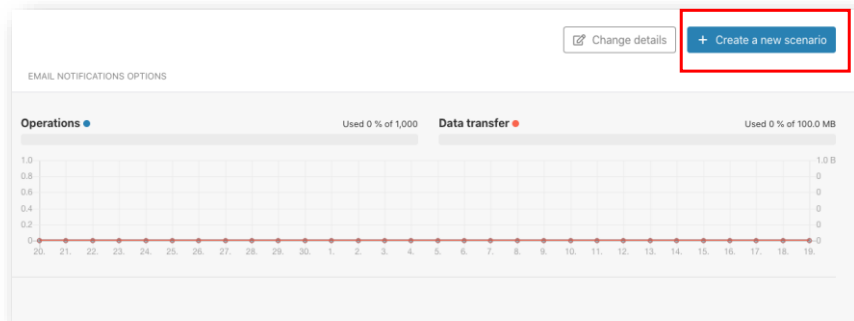 Change details
+ Create a new scenario
EMAIL NOTIFICATIONS OPTIONS
Operations Used 0 % of 1,000 Data transfer Used 0 % of 100.0 MB
1.0 1.0 B
0.8 0
0.6 0
0.4 0
0.2 0
0 0
20. 21. 22. 23. 24. 25. 26. 27. 28. 29. 30. 1. 2. 3. 4. 5. 6. 7. 8. 9. 10. 11. 12. 13. 14. 15. 16. 17. 18. 19.